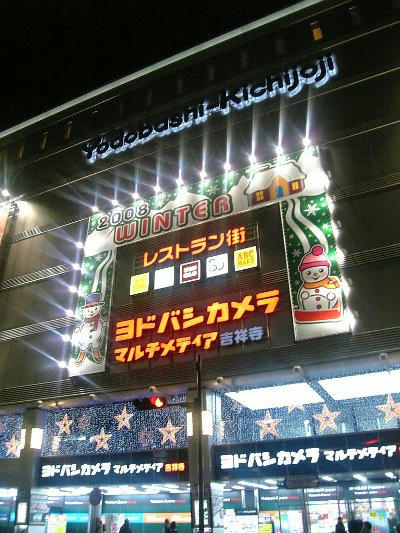 Yodobashi-Kichijoji
2008
WINTER
レストラン街
ABC MART
ヨドバシカメラ
マルチメディア吉祥寺
ヨドバシカメラ マルチメディア 吉祥寺
ヨドバシカメラ マルチメディア 吉